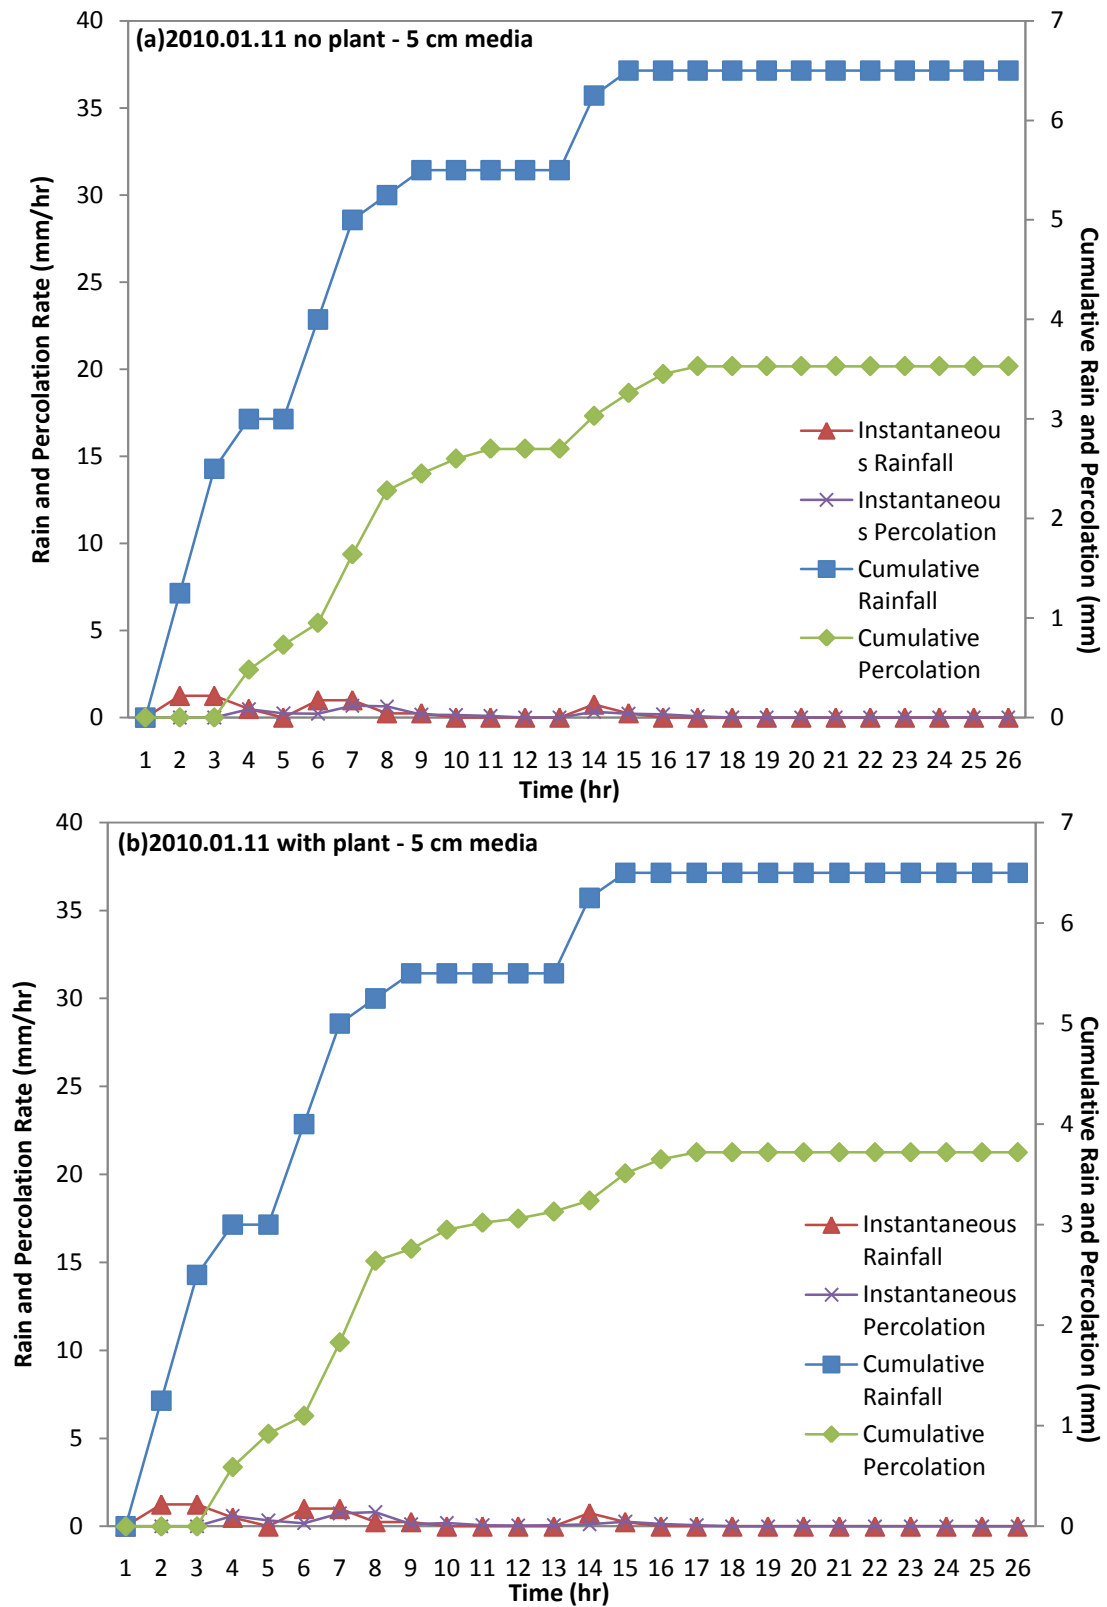 (a)2010.01.11 no plant - 5 cm media
40
35
30
25
20
15
10
5
0
Rain and Percolation Rate (mm/hr)
7
6
5
4
3
2
1
0
Cumulative Rain and Percolation (mm)
Instantaneou
s Rainfall
Instantaneou
s Percolation
Cumulative
Rainfall
Cumulative
Percolation
1 2 3 4 5 6 7 8 9 10 11 12 13 14 15 16 17 18 19 20 21 22 23 24 25 26
Time (hr)
(b)2010.01.11 with plant - 5 cm media
40
35
30
25
20
15
10
5
0
Rain and Percolation Rate (mm/hr)
7
6
5
4
3
2
1
0
Cumulative Rain and Percolation (mm)
Instantaneous
Rainfall
Instantaneous
Percolation
Cumulative
Rainfall
Cumulative
Percolation
1 2 3 4 5 6 7 8 9 10 11 12 13 14 15 16 17 18 19 20 21 22 23 24 25 26
Time (hr)